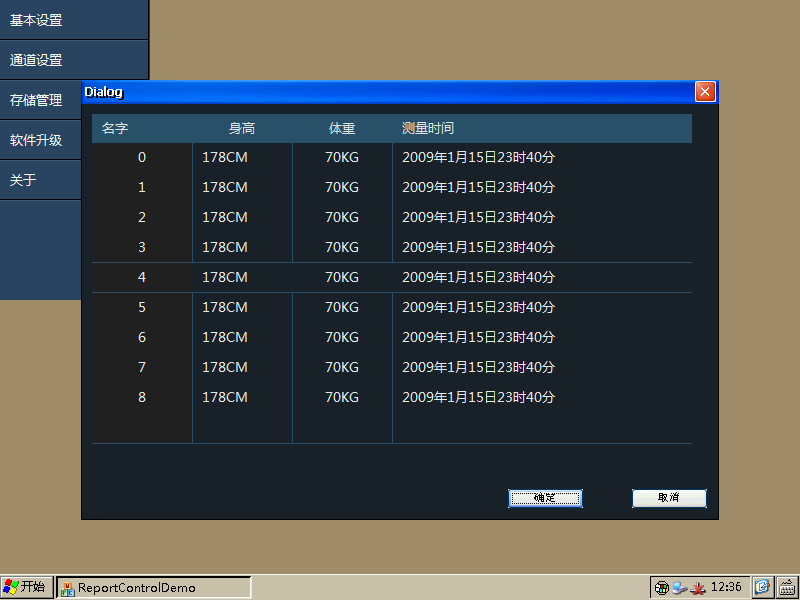 基本设置
通道设置
存储管理
软件升级
关于
Dialog
名字 身高 体重 测量时间
0 178CM 70KG 2009年1月15日23时40分
1 178CM 70KG 2009年1月15日23时40分
2 178CM 70KG 2009年1月15日23时40分
3 178CM 70KG 2009年1月15日23时40分
4 178CM 70KG 2009年1月15日23时40分
5 178CM 70KG 2009年1月15日23时40分
6 178CM 70KG 2009年1月15日23时40分
7 178CM 70KG 2009年1月15日23时40分
8 178CM 70KG 2009年1月15日23时40分
确定 取消
开始 ReportControlDemo 12:36